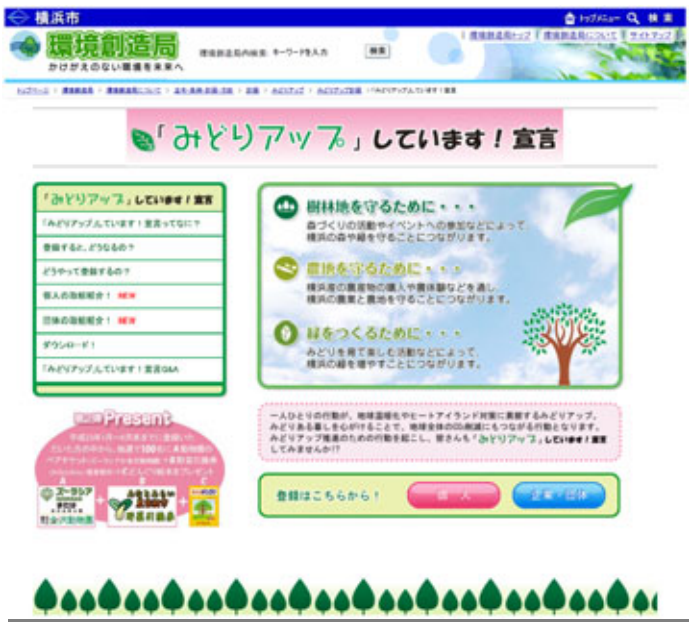 横浜市
トップメニュー 検 索
環境創造局
かけがえのない環境を未来へ
環境創造局内検索: キーワードを入力 検索
環境創造局トップ | 環境創造局について | サイトマップ
「みどりアップ」しています!宣言
「みどりアップ」しています!宣言
「みどりアップ」しています!宣言ってなに?
登録すると、どうなるの?
どうやって登録するの?
個人の取組紹介! NEW
団体の取組紹介! NEW
ダウンロード!
「みどりアップ」しています!宣言Q&A
樹林地を守るために・・・
森づくりの活動やイベントへの参加などによって、
横浜の森や緑を守ることにつながります。
農地を守るために・・・
横浜産の農産物の購入や農体験などを通し、
横浜の農業と農地を守ることにつながります。
緑をつくるために・・・
みどりを育て楽しむ活動などによって、
横浜の緑を増やすことにつながります。
一人ひとりの行動が、地球温暖化やヒートアイランド対策に貢献するみどりアップ。
みどりある暮しを心がけることで、地球全体のCO₂削減にもつながる行動となります。
みどりアップ推進のための行動を起こし、皆さんも「みどりアップ」しています!宣言
してみませんか!?
Present
A B C
ズーラシア
または
金沢動物園
+
+
登録はこちらから!
個 人
企業・団体